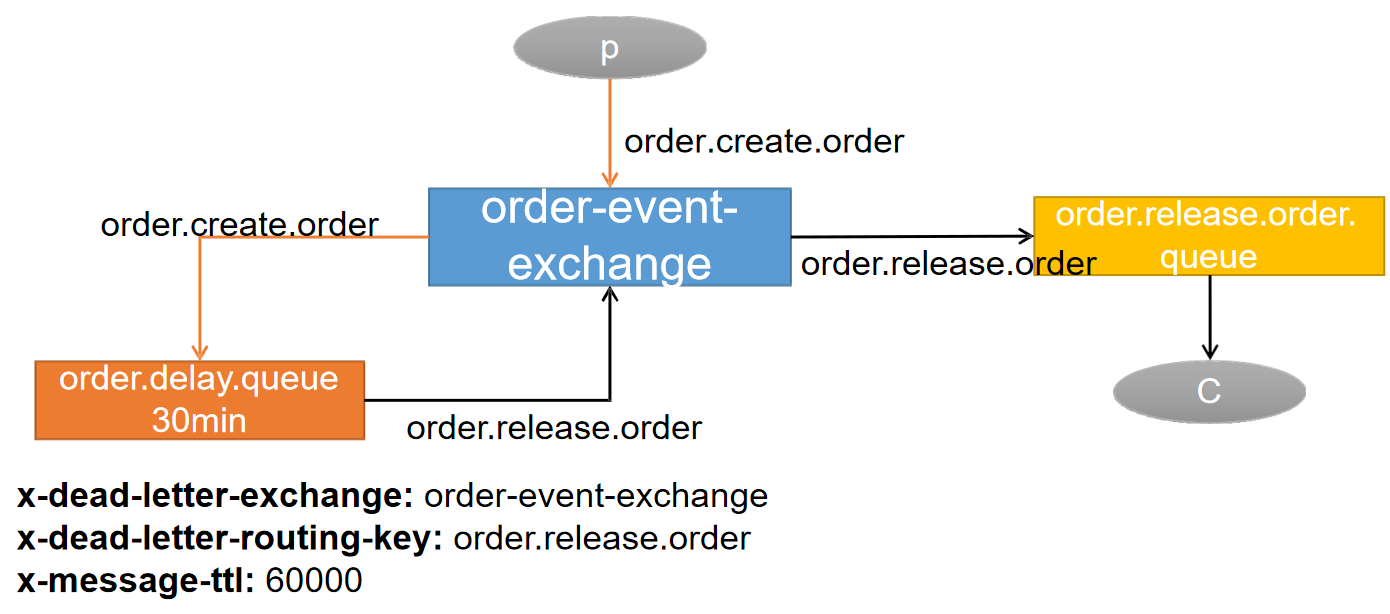 p
order.create.order
order-event-
exchange
order.create.order
order.release.order.
queue
order.release.order
order.delay.queue
30min
C
order.release.order
x-dead-letter-exchange: order-event-exchange
x-dead-letter-routing-key: order.release.order
x-message-ttl: 60000